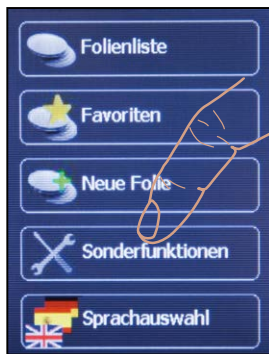 Folienliste
Favoriten
Neue Folie
Sonderfunktionen
Sprachauswahl